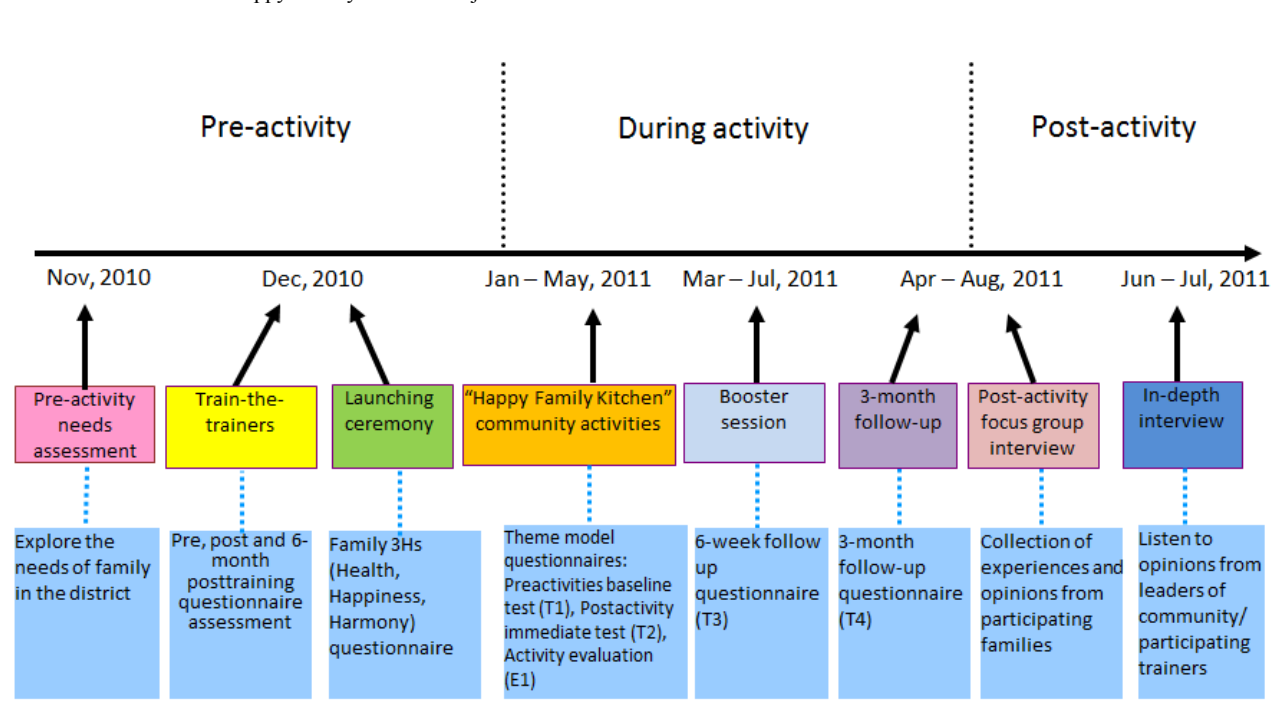 Pre-activity
During activity
Post-activity
Nov, 2010
Dec, 2010
Jan – May, 2011
Mar – Jul, 2011
Apr – Aug, 2011
Jun – Jul, 2011
Pre-activity
needs
assessment
Train-the-
trainers
Launching
ceremony
“Happy Family Kitchen”
community activities
Booster
session
3-month
follow-up
Post-activity
focus group
interview
In-depth
interview
Explore the
needs of family
in the district
Pre, post and 6-
month
posttraining
questionnaire
assessment
Family 3Hs
(Health,
Happiness,
Harmony)
questionnaire
Theme model
questionnaires:
Preactivities baseline
test (T1), Postactivity
immediate test (T2),
Activity evaluation
(E1)
6-week follow
up
questionnaire
(T3)
3-month
follow-up
questionnaire
(T4)
Collection of
experiences and
opinions from
participating
families
Listen to
opinions from
leaders of
community/
participating
trainers